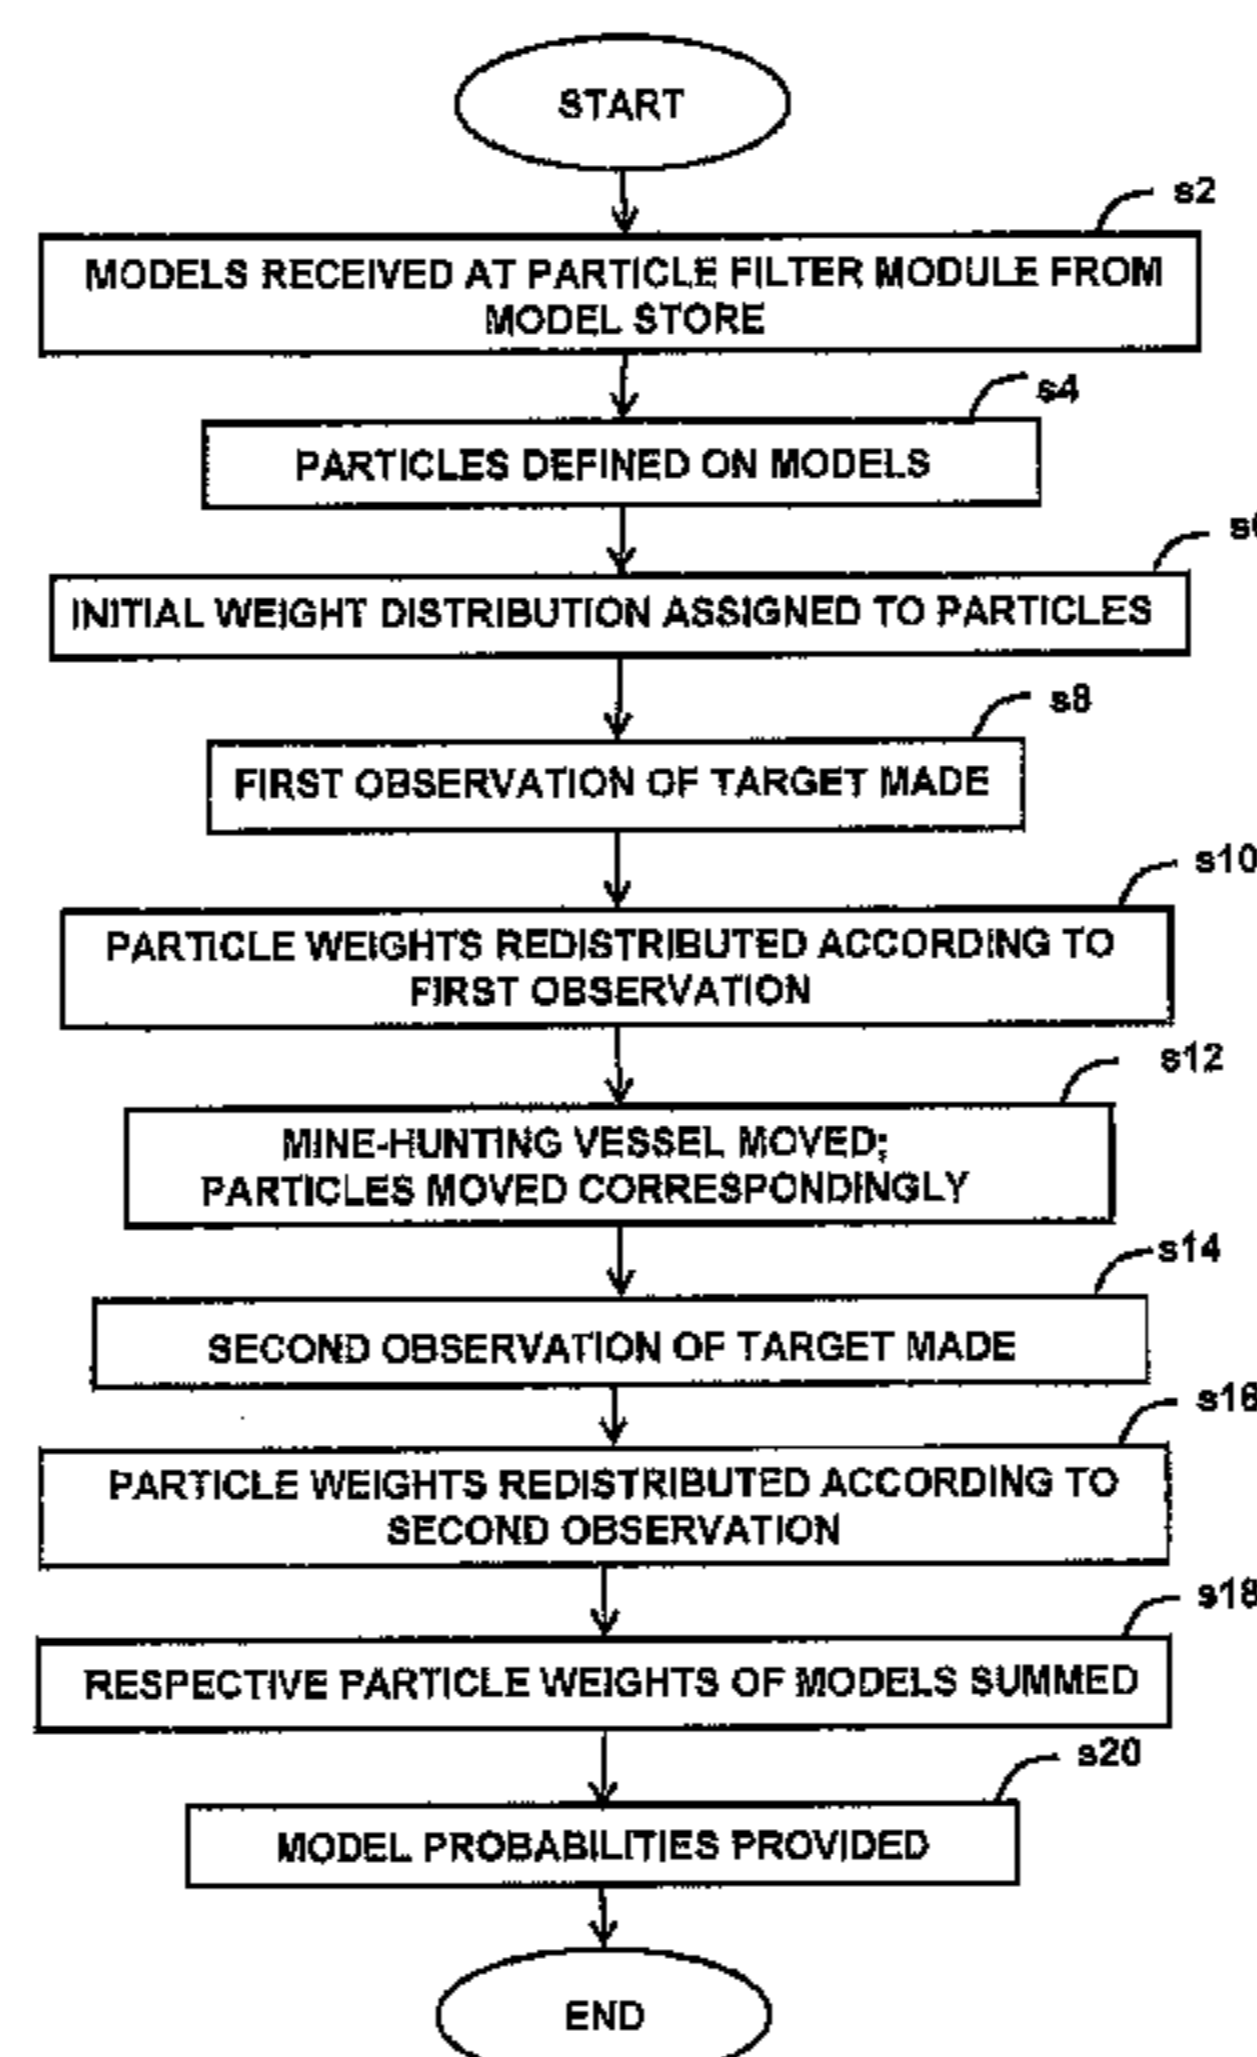 START
s2
MODELS RECEIVED AT PARTICLE FILTER MODULE FROM
MODEL STORE
s4
PARTICLES DEFINED ON MODELS
INITIAL WEIGHT DISTRIBUTION ASSIGNED TO PARTICLES
s8
FIRST OBSERVATION OF TARGET MADE
s10
PARTICLE WEIGHTS REDISTRIBUTED ACCORDING TO
FIRST OBSERVATION
s12
MINE-HUNTING VESSEL MOVED;
PARTICLES MOVED CORRESPONDINGLY
s14
SECOND OBSERVATION OF TARGET MADE
s16
PARTICLE WEIGHTS REDISTRIBUTED ACCORDING TO
SECOND OBSERVATION
s18
RESPECTIVE PARTICLE WEIGHTS OF MODELS SUMMED
s20
MODEL PROBABILITIES PROVIDED
END